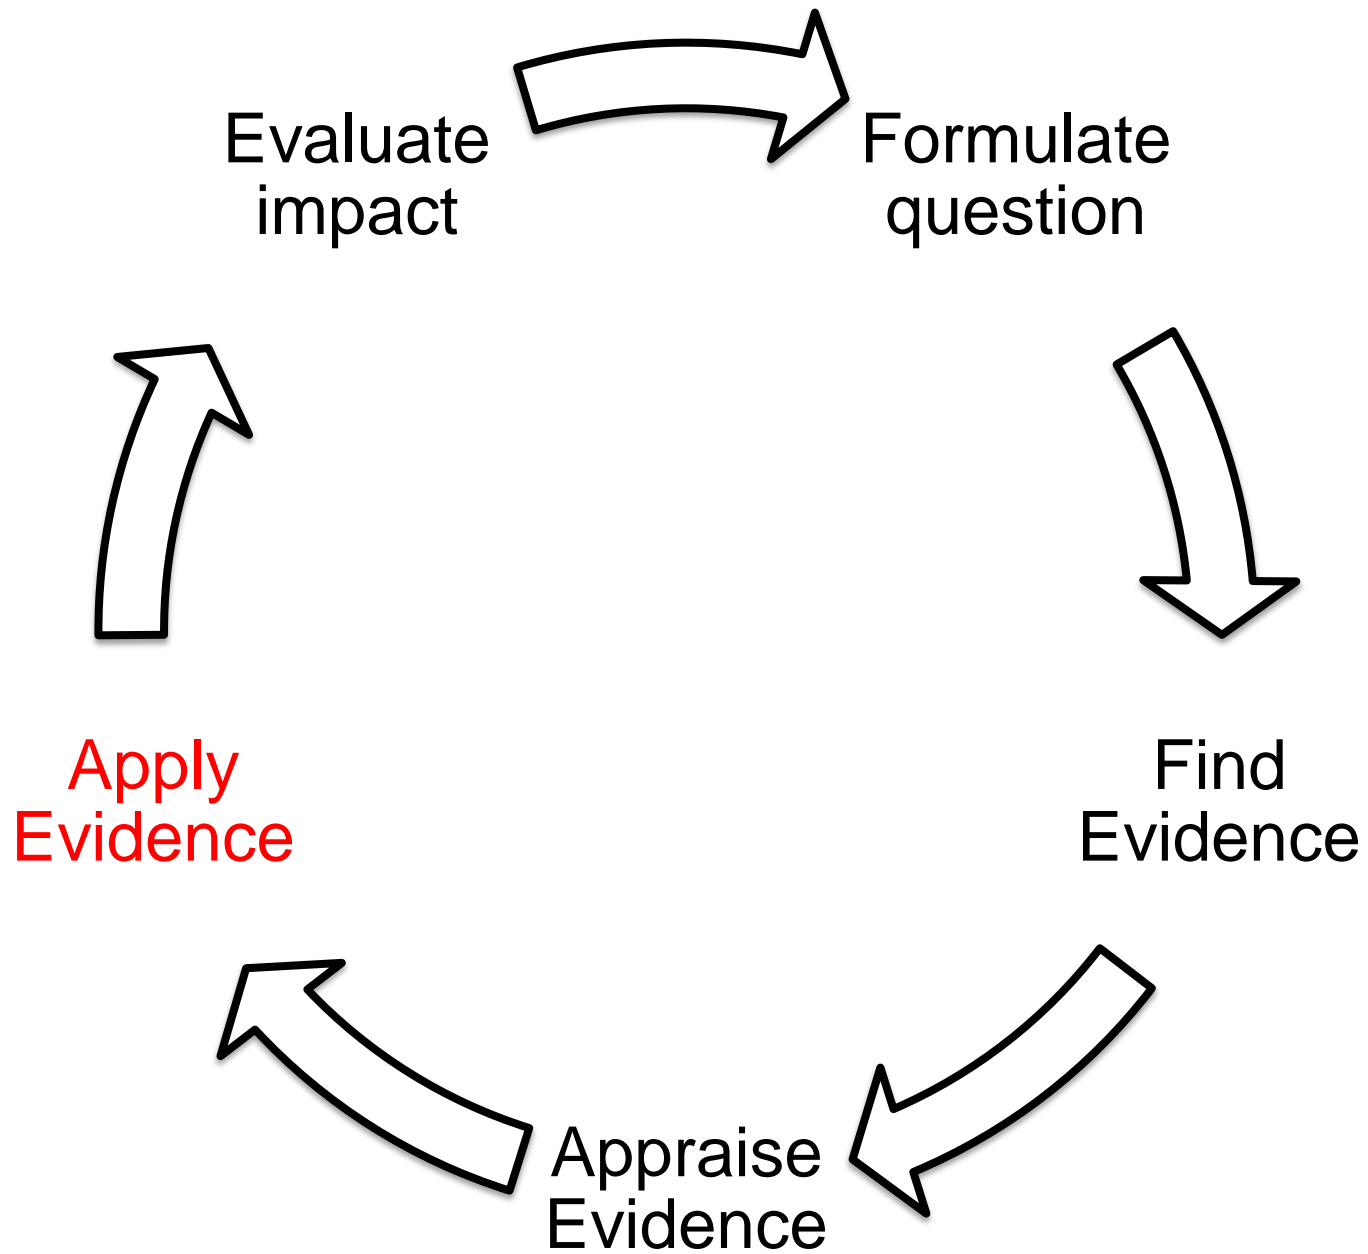 Evaluate
impact
Formulate
question
Apply
Evidence
Find
Evidence
Appraise
Evidence